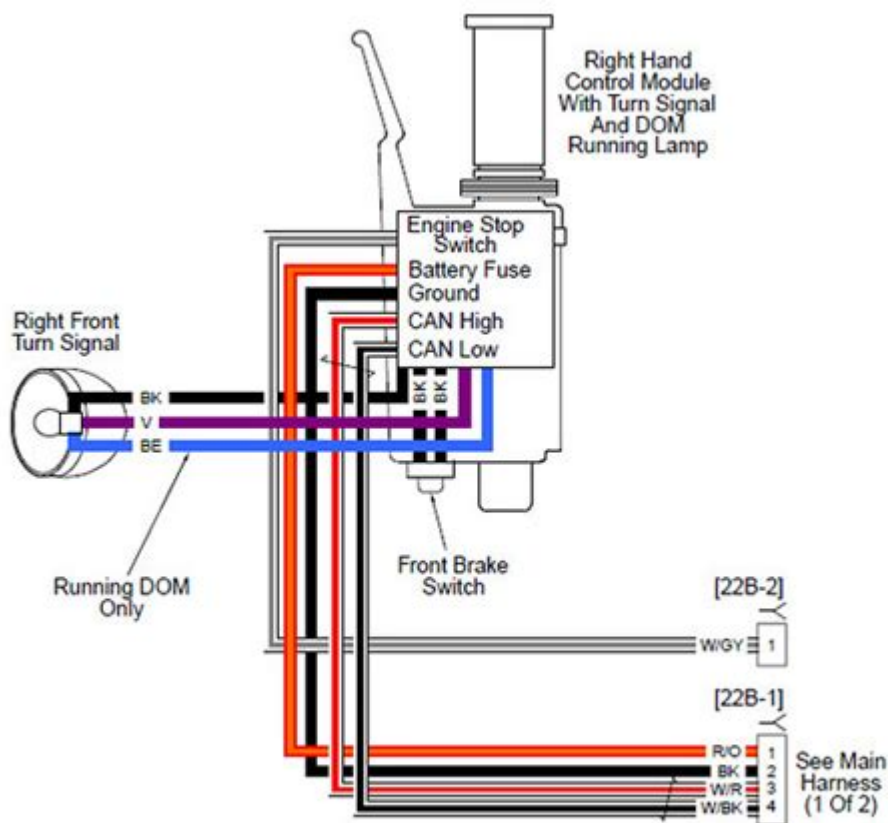 Right Hand
Control Module
With Turn Signal
And DOM
Running Lamp
Engine Stop
Switch
Battery Fuse
Ground
CAN High
CAN Low
Right Front
Turn Signal
BK
V
BE
BK
BK
Running DOM
Only
Front Brake
Switch
[22B-2]
W/GY 1
[22B-1]
R/O 1
BK 2
W/R 3
W/BK 4
See Main
Harness
(1 Of 2)